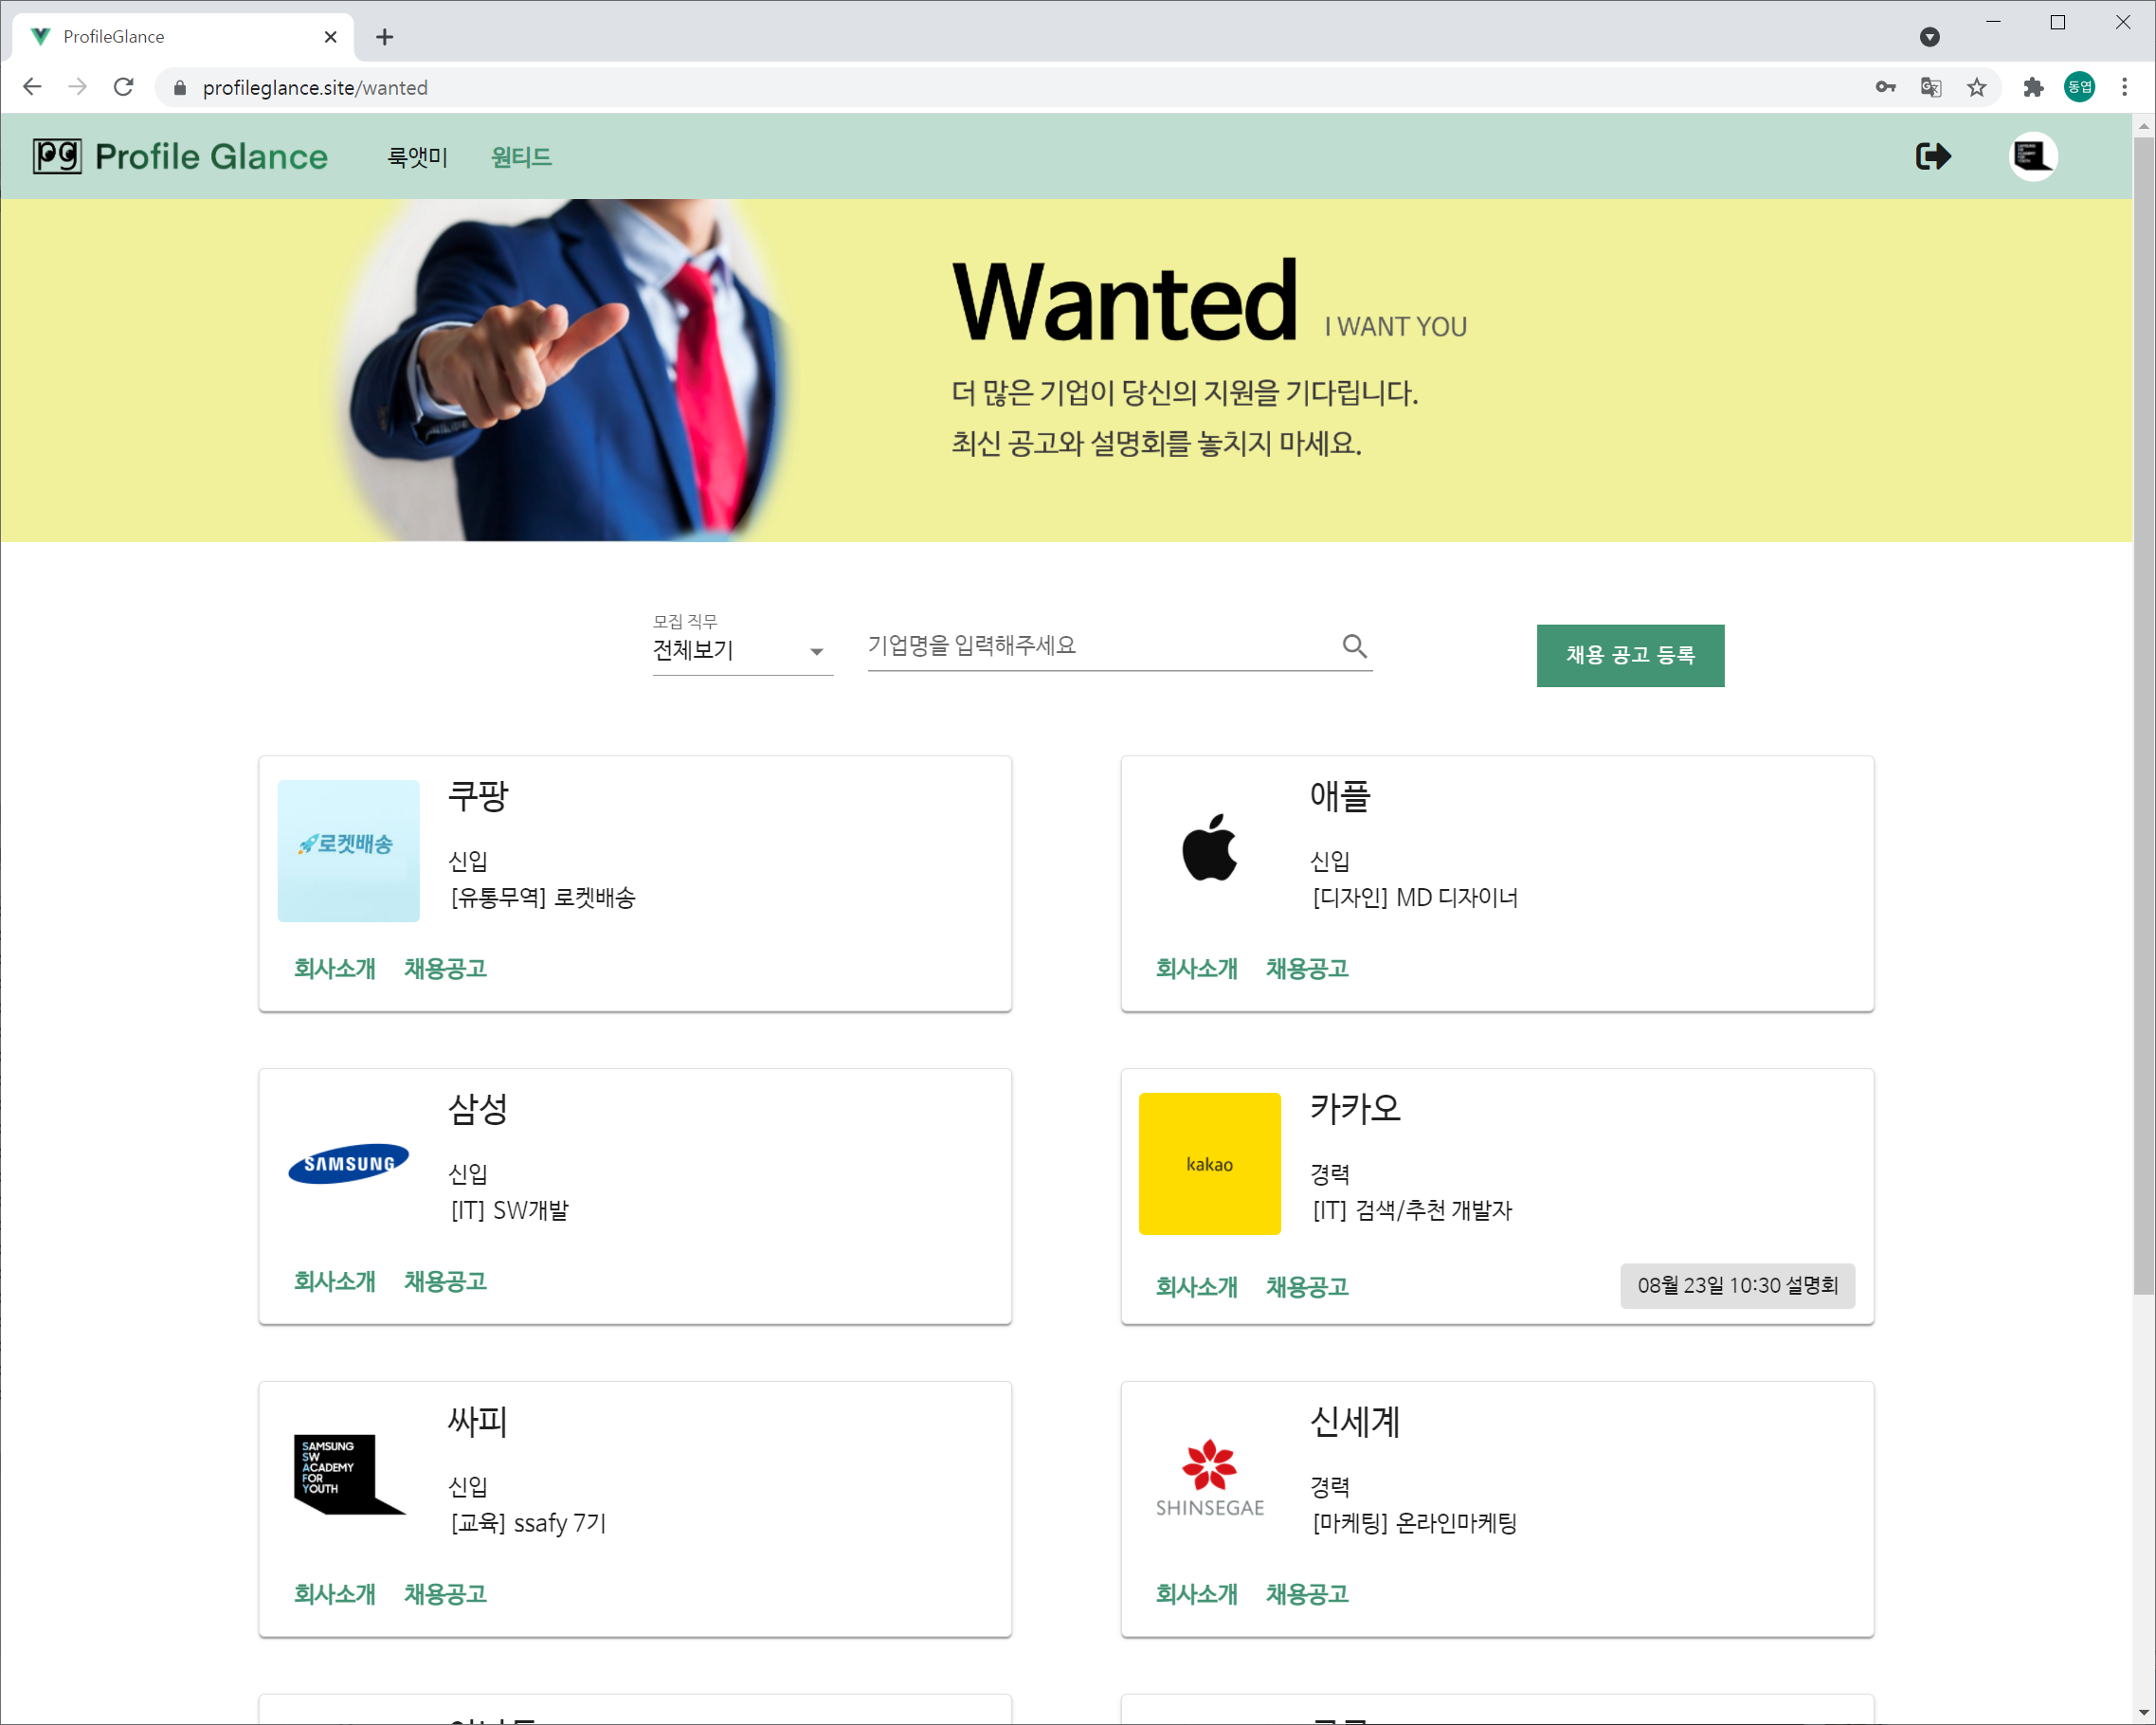 ProfileGlance
profileglance.site/wanted
동엽
pg Profile Glance
룩앳미
원티드
Wanted I WANT YOU
더 많은 기업이 당신의 지원을 기다립니다.
최신 공고와 설명회를 놓치지 마세요.
모집 직무
전체보기
기업명을 입력해주세요
채용 공고 등록
로켓배송
쿠팡
신입
[유통무역] 로켓배송
회사소개 채용공고
애플
신입
[디자인] MD 디자이너
회사소개 채용공고
SAMSUNG
삼성
신입
[IT] SW개발
회사소개 채용공고
kakao
카카오
경력
[IT] 검색/추천 개발자
회사소개 채용공고
08월 23일 10:30 설명회
SAMSUNG
SW
ACADEMY
FOR
YOUTH
싸피
신입
[교육] ssafy 7기
회사소개 채용공고
SHINSEGAE
신세계
경력
[마케팅] 온라인마케팅
회사소개 채용공고